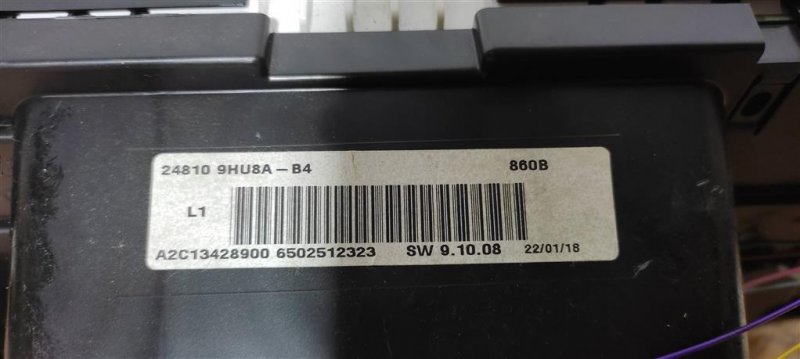 24810 9HU8A-B4 860B
L1
A2C13428900 6502512323 SW 9.10.08 22/01/18